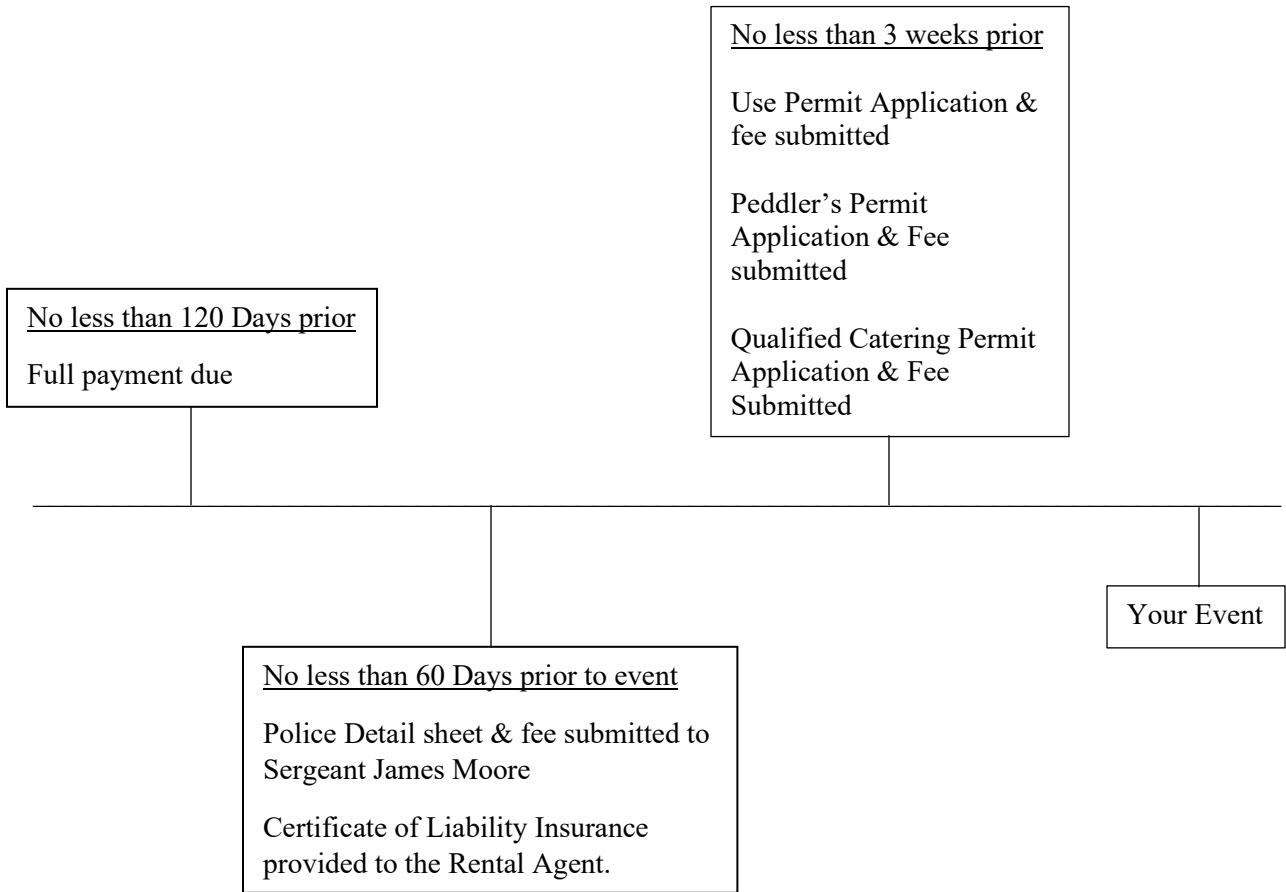 No less than 3 weeks prior
Use Permit Application &
fee submitted
Peddler’s Permit
Application & Fee
submitted
Qualified Catering Permit
Application & Fee
Submitted
No less than 120 Days prior
Full payment due
Your Event
No less than 60 Days prior to event
Police Detail sheet & fee submitted to
Sergeant James Moore
Certificate of Liability Insurance
provided to the Rental Agent.